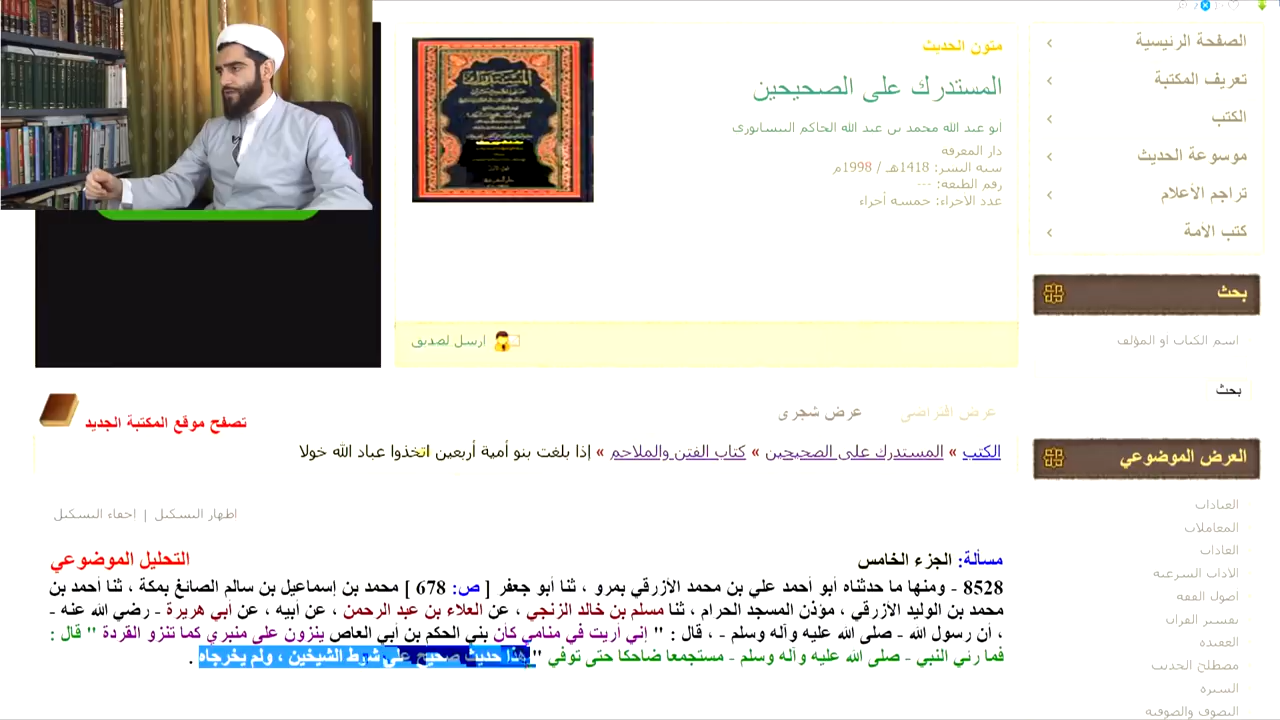 الصفحة الرئيسية
تعريف المكتبة
الكتب
موسوعة الحديث
تراجم الأعلام
كتب الأمة
بحث
اسم الكتاب او المؤلف
بحث
العرض الموضوعي
العبادات
المعاملات
العادات
الآداب الشرعية
اصول الفقه
تفسير القرآن
العقيدة
مصطلح الحديث
السيرة
التصوف والصوفية
متون الحديث
المستدرك على الصحيحين
أبو عبد الله محمد بن عبد الله الحاكم النيسابوري
دار المعرفة
سنة النشر: 1418هـ / 1998م
رقم الطبعة: ---
عدد الأجزاء: خمسة أجزاء
المستدرك
ارسل لصديق
عرض افتراضي
عرض شجري
تصفح موقع المكتبة الجديد
الكتب » المستدرك على الصحيحين » كتاب الفتن والملاحم » إذا بلغت بنو أمية أربعين اتخذوا عباد الله خولا
اظهار التشكيل | إخفاء التشكيل
مسألة: الجزء الخامس
التحليل الموضوعي
8528 - ومنها ما حدثناه أبو أحمد علي بن محمد الأزرقي بمرو ، ثنا أبو جعفر [ ص: 678 ] محمد بن إسماعيل بن سالم الصائغ بمكة ، ثنا أحمد بن
محمد بن الوليد الازرقي ، مؤذن المسجد الحرام ، ثنا مسلم بن خالد الزنجي ، عن العلاء بن عبد الرحمن ، عن أبيه ، عن أبي هريرة - رضي الله عنه -
، أن رسول الله - صلى الله عليه وآله وسلم - ، قال : " إني أريت في منامي كأن بني الحكم بن أبي العاص ينزون على منبري كما تنزو القردة " قال :
فما رئي النبي - صلى الله عليه وآله وسلم - مستجمعا ضاحكا حتى توفي " هذا حديث صحيح على شرط الشيخين ، ولم يخرجاه .